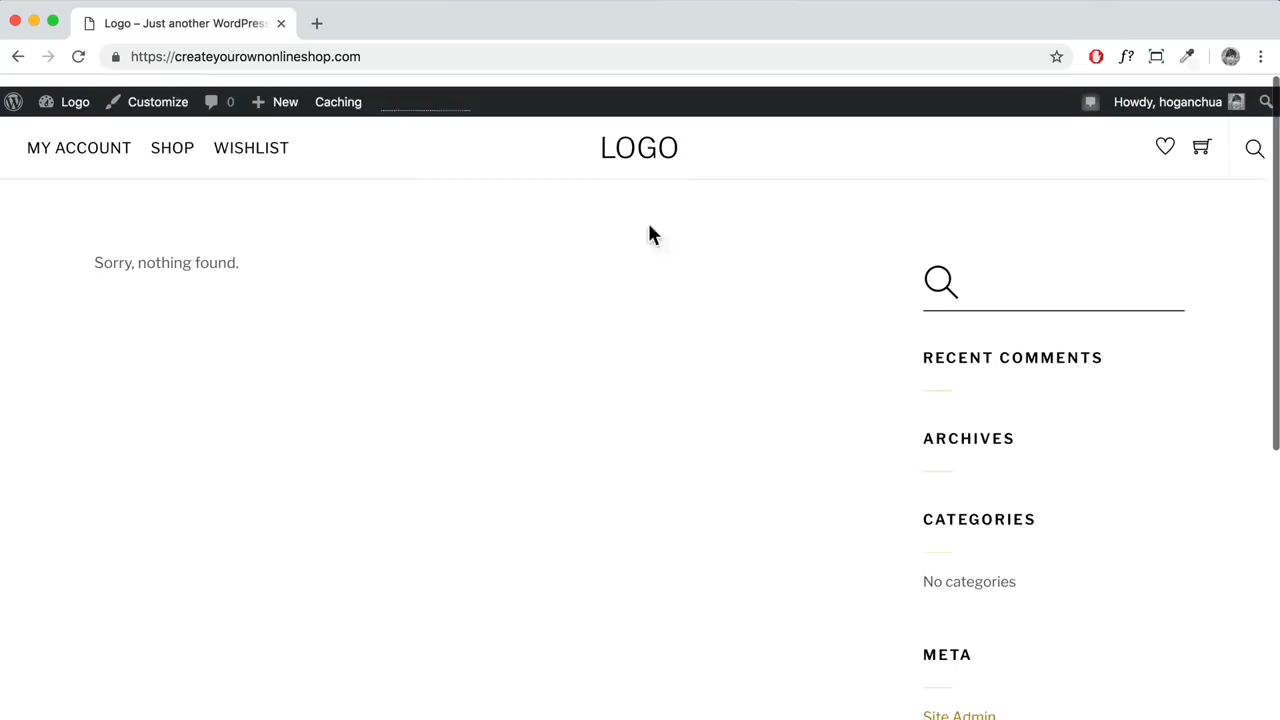 Logo – Just another WordPress
https://createyourownonlineshop.com
f?
Logo Customize 0 New Caching Howdy, hoganchua
MY ACCOUNT SHOP WISHLIST LOGO
Sorry, nothing found.
RECENT COMMENTS
ARCHIVES
CATEGORIES
No categories
META
Site Admin